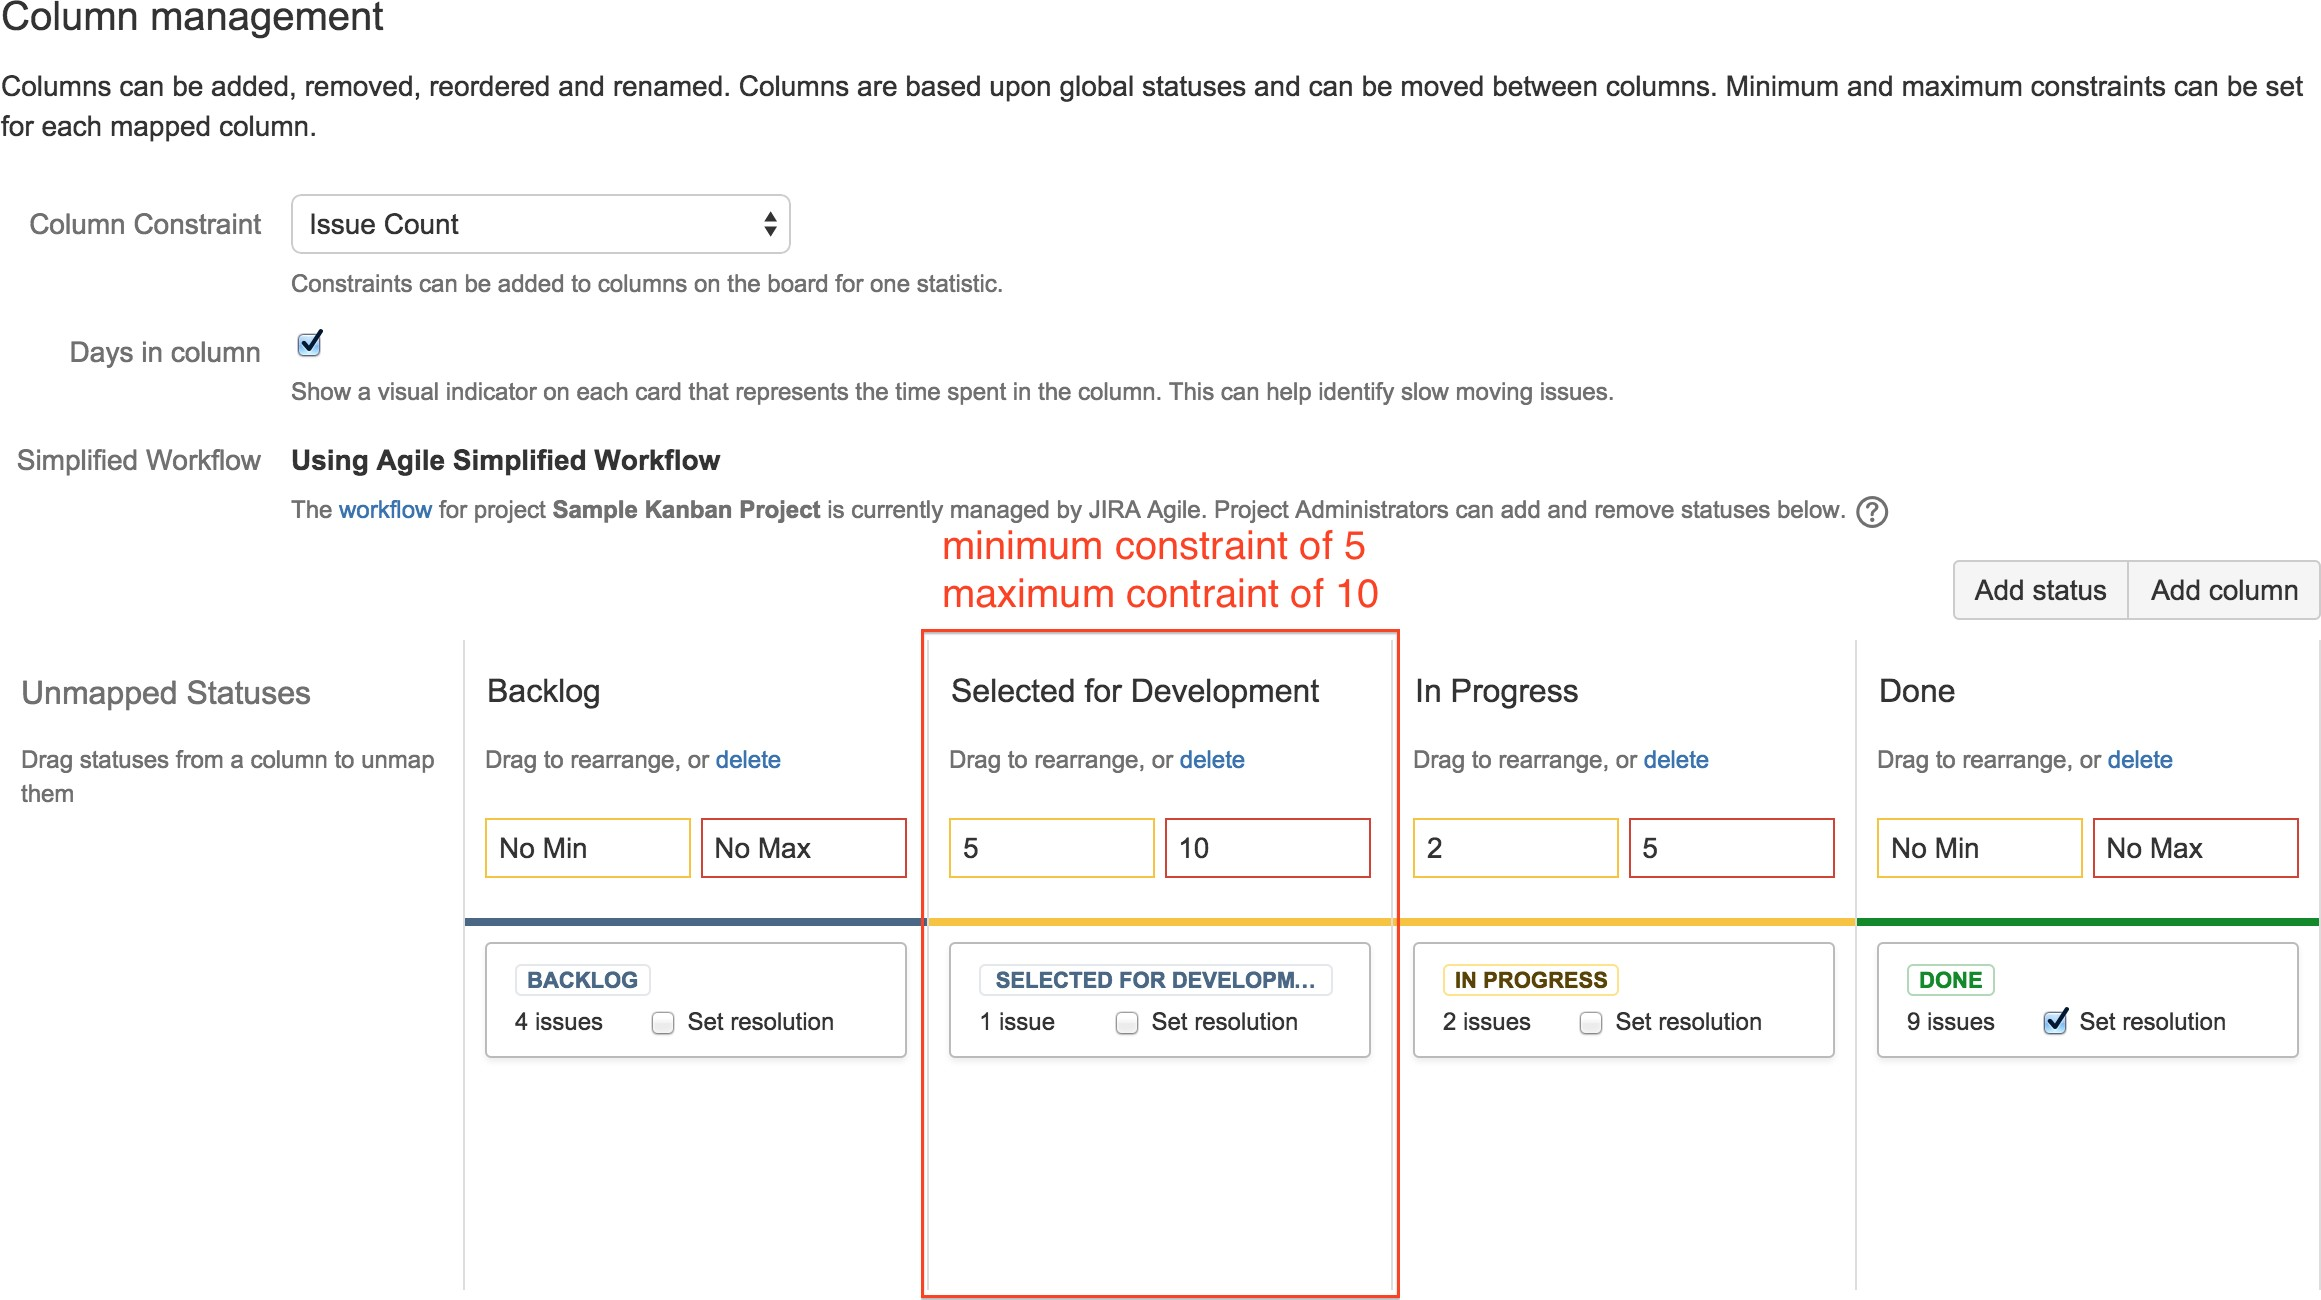 Column management
Columns can be added, removed, reordered and renamed. Columns are based upon global statuses and can be moved between columns. Minimum and maximum constraints can be set
for each mapped column.
Column Constraint Issue Count
Constraints can be added to columns on the board for one statistic.
Days in column
Show a visual indicator on each card that represents the time spent in the column. This can help identify slow moving issues.
Simplified Workflow Using Agile Simplified Workflow
The workflow for project Sample Kanban Project is currently managed by JIRA Agile. Project Administrators can add and remove statuses below. ?
minimum constraint of 5
maximum contraint of 10
Add status Add column
Unmapped Statuses
Drag statuses from a column to unmap
them
Backlog
Drag to rearrange, or delete
No Min No Max
BACKLOG
4 issues Set resolution
Selected for Development
Drag to rearrange, or delete
5 10
SELECTED FOR DEVELOPM...
1 issue Set resolution
In Progress
Drag to rearrange, or delete
2 5
IN PROGRESS
2 issues Set resolution
Done
Drag to rearrange, or delete
No Min No Max
DONE
9 issues Set resolution